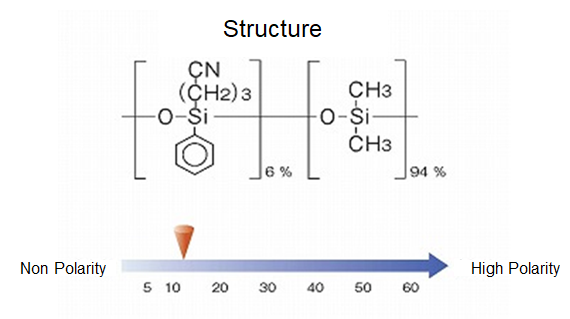 Structure
CN
(CH2)3
CH3
O Si
O Si
CH3
6 %
94 %
Non Polarity
High Polarity
5 10 20 30 40 50 60